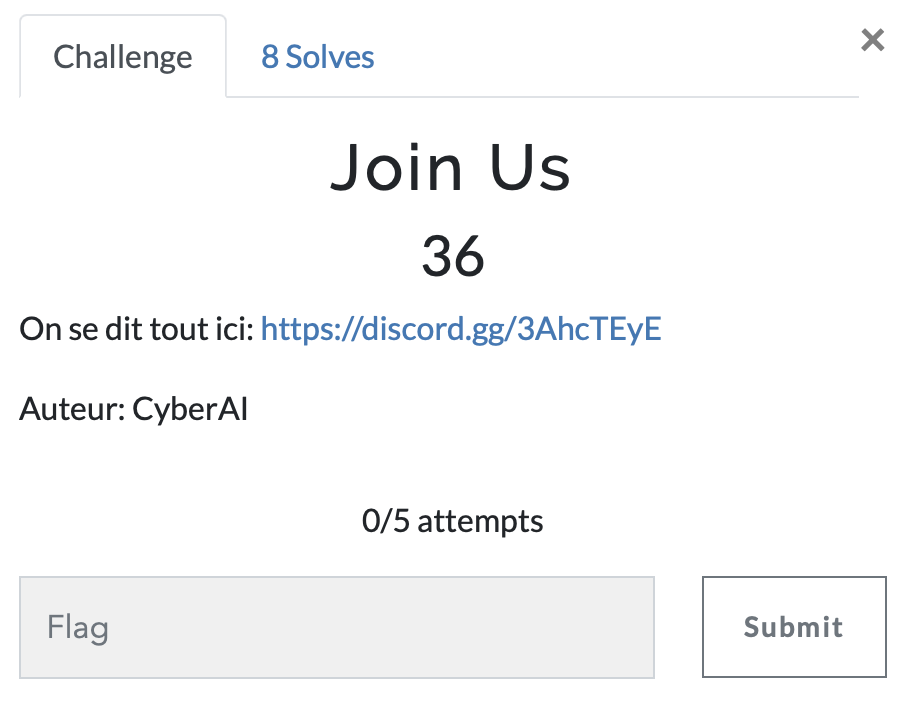 Challenge
8 Solves
×
Join Us
36
On se dit tout ici: https://discord.gg/3AhcTEyE
Auteur: CyberAI
0/5 attempts
Flag
Submit